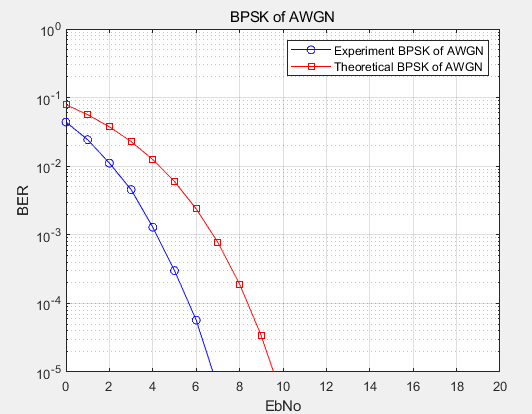 BPSK of AWGN
10^0
Experiment BPSK of AWGN
Theoretical BPSK of AWGN
10^-1
10^-2
BER
10^-3
10^-4
10^-5
0 2 4 6 8 10 12 14 16 18 20
EbNo